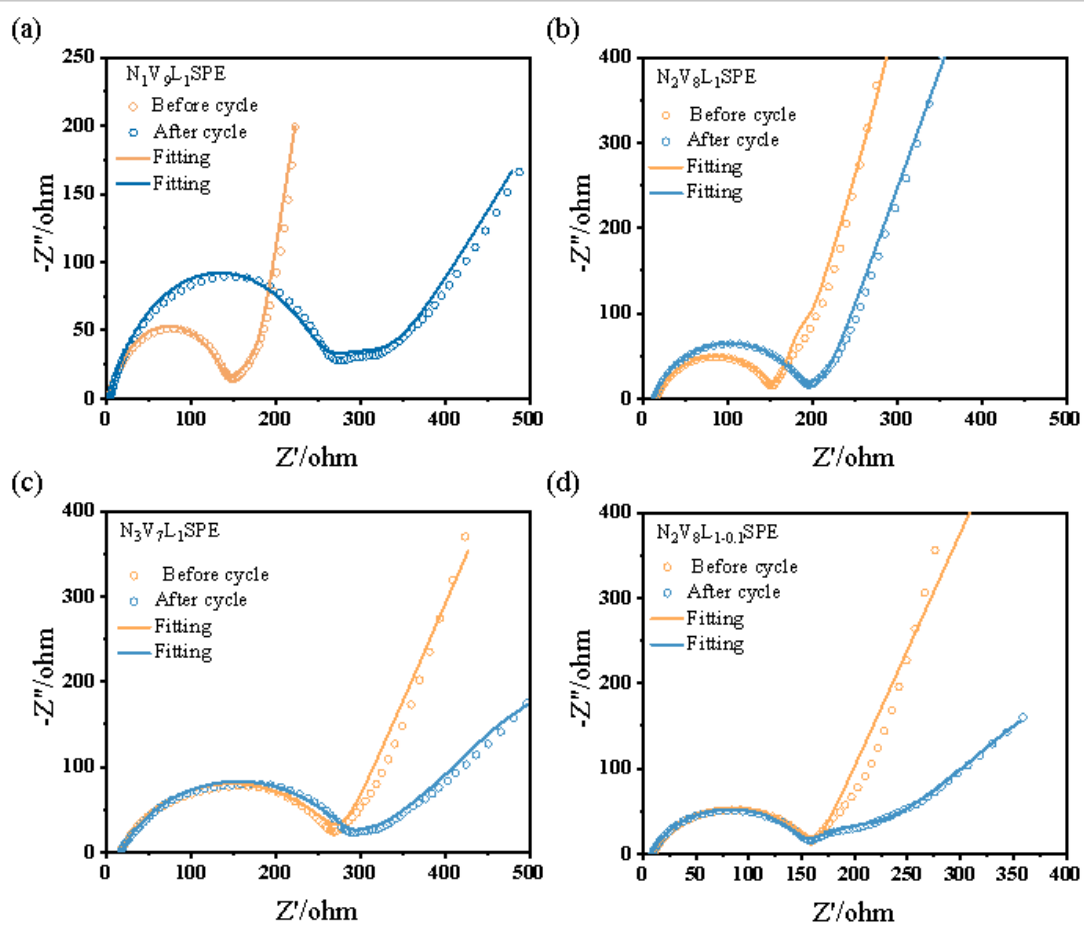 (a)
250
200
150
100
50
0
-Z"/ohm
N₁V₉L₁SPE
Before cycle
After cycle
Fitting
Fitting
0 100 200 300 400 500
Z'/ohm
(b)
400
300
200
100
0
-Z"/ohm
N₂V₈L₁SPE
Before cycle
After cycle
Fitting
Fitting
0 100 200 300 400 500
Z'/ohm
(c)
400
300
200
100
0
-Z"/ohm
N₃V₇L₁SPE
Before cycle
After cycle
Fitting
Fitting
0 100 200 300 400 500
Z'/ohm
(d)
400
300
200
100
0
-Z"/ohm
N₂V₈L₁₋₀.₁SPE
Before cycle
After cycle
Fitting
Fitting
0 50 100 150 200 250 300 350 400
Z'/ohm